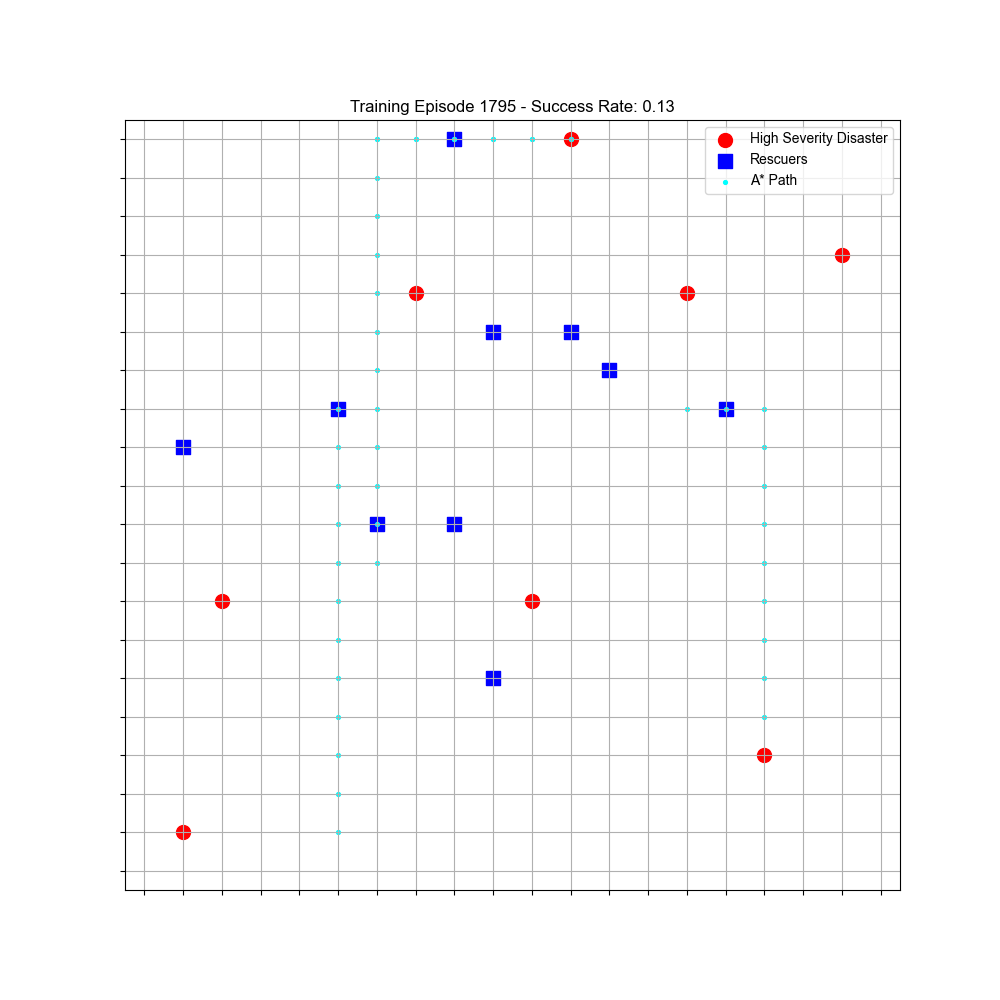 Training Episode 1795 - Success Rate: 0.13
High Severity Disaster
Rescuers
A* Path